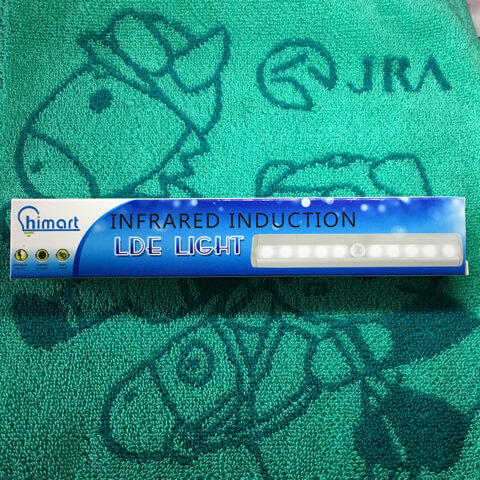 JRA
himart
INFRARED INDUCTION
LDE LIGHT